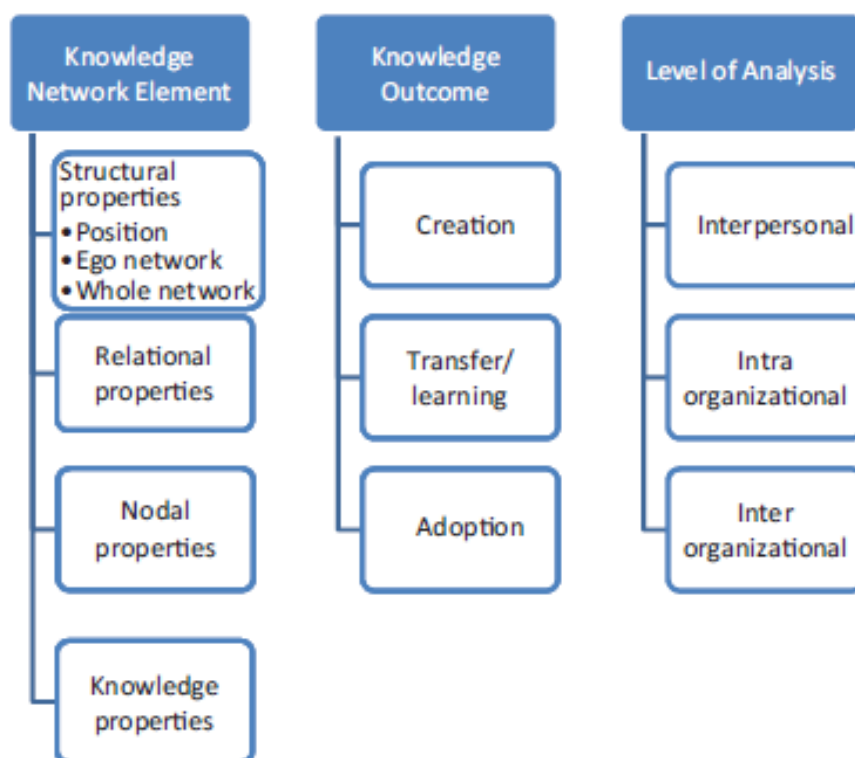 Knowledge
Network Element
Structural
properties
•Position
•Ego network
•Whole network
Relational
properties
Nodal
properties
Knowledge
properties
Knowledge
Outcome
Creation
Transfer/
learning
Adoption
Level of Analysis
Interpersonal
Intra
organizational
Inter
organizational